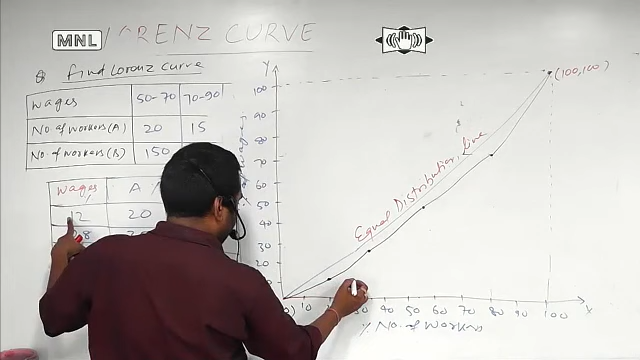 MNL
LORENZ CURVE
Q Find Lorenz curve
Wages 50-70 70-90
No of workers (A) 20 15
No of workers (B) 150
Wages A
12 20
Y
100
90
80
70
60
50
40
30
20
Equal Distribution line
(100,100)
10 30 40 50 60 70 80 90 100 X
% No. of workers